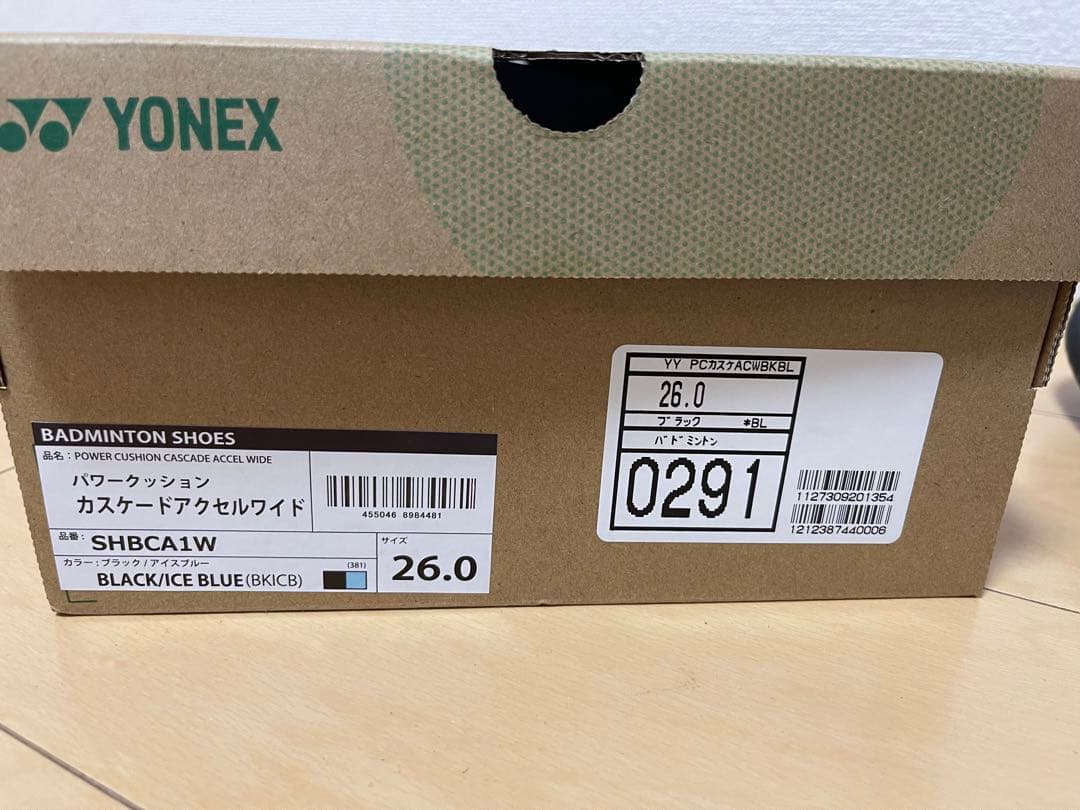 YONEX
BADMINTON SHOES
品名：POWER CUSHION CASCADE ACCEL WIDE
パワークッション
カスケードアクセルワイド
455046 8984481
品番：SHBCA1W
カラー：ブラック / アイスブルー
(381)
BLACK/ICE BLUE(BKICB)
サイズ
26.0
YY PCカスケACWBKBL
26.0
ブラック *BL
バドミントン
0291
1127309201354
1212387440006